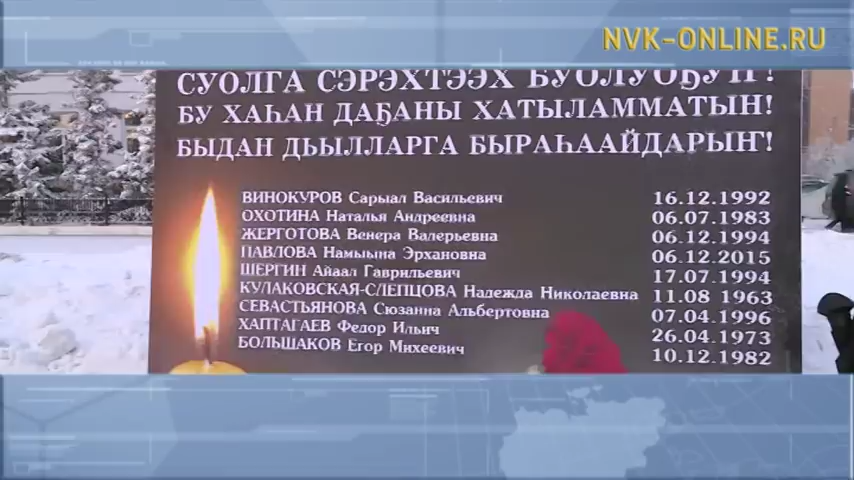 NVK-ONLINE.RU
СУОЛГА СЭРЭХТЭЭХ БУОЛУОҔУҤ!
БУ ХАҺАН ДАҔАНЫ ХАТЫЛАММАТЫН!
БЫДАН ДЬЫЛЛАРГА БЫРАҺААЙДАРЫҤ!
ВИНОКУРОВ Сарыал Васильевич 16.12.1992
ОХОТИНА Наталья Андреевна 06.07.1983
ЖЕРГОТОВА Венера Валерьевна 06.12.1994
ПАВЛОВА Намыына Эрхановна 06.12.2015
ШЕРГИН Айаал Гаврильевич 17.07.1994
КУЛАКОВСКАЯ-СЛЕПЦОВА Надежда Николаевна 11.08 1963
СЕВАСТЬЯНОВА Сюзанна Альбертовна 07.04.1996
ХАПТАГАЕВ Федор Ильич 26.04.1973
БОЛЬШАКОВ Егор Михеевич 10.12.1982